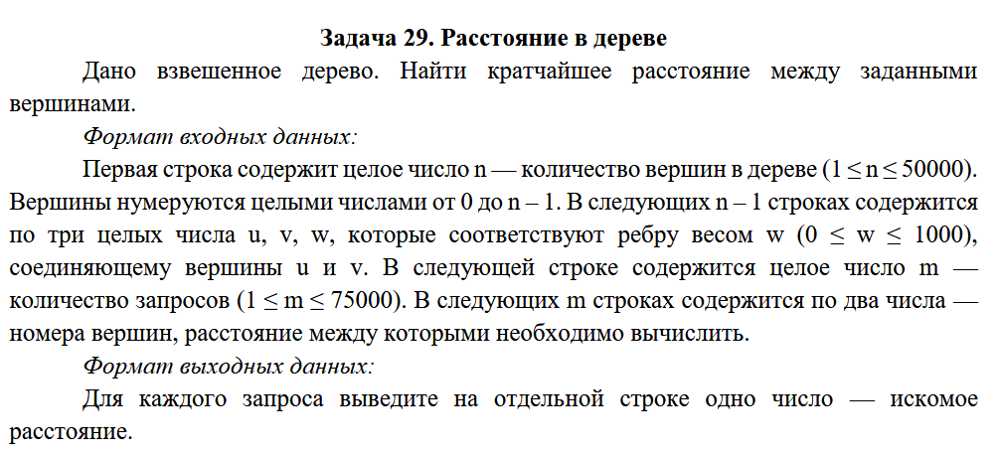 Задача 29. Расстояние в дереве
Дано взвешенное дерево. Найти кратчайшее расстояние между заданными
вершинами.
Формат входных данных:
Первая строка содержит целое число n — количество вершин в дереве (1 ≤ n ≤ 50000).
Вершины нумеруются целыми числами от 0 до n – 1. В следующих n – 1 строках содержится
по три целых числа u, v, w, которые соответствуют ребру весом w (0 ≤ w ≤ 1000),
соединяющему вершины u и v. В следующей строке содержится целое число m —
количество запросов (1 ≤ m ≤ 75000). В следующих m строках содержится по два числа —
номера вершин, расстояние между которыми необходимо вычислить.
Формат выходных данных:
Для каждого запроса выведите на отдельной строке одно число — искомое
расстояние.